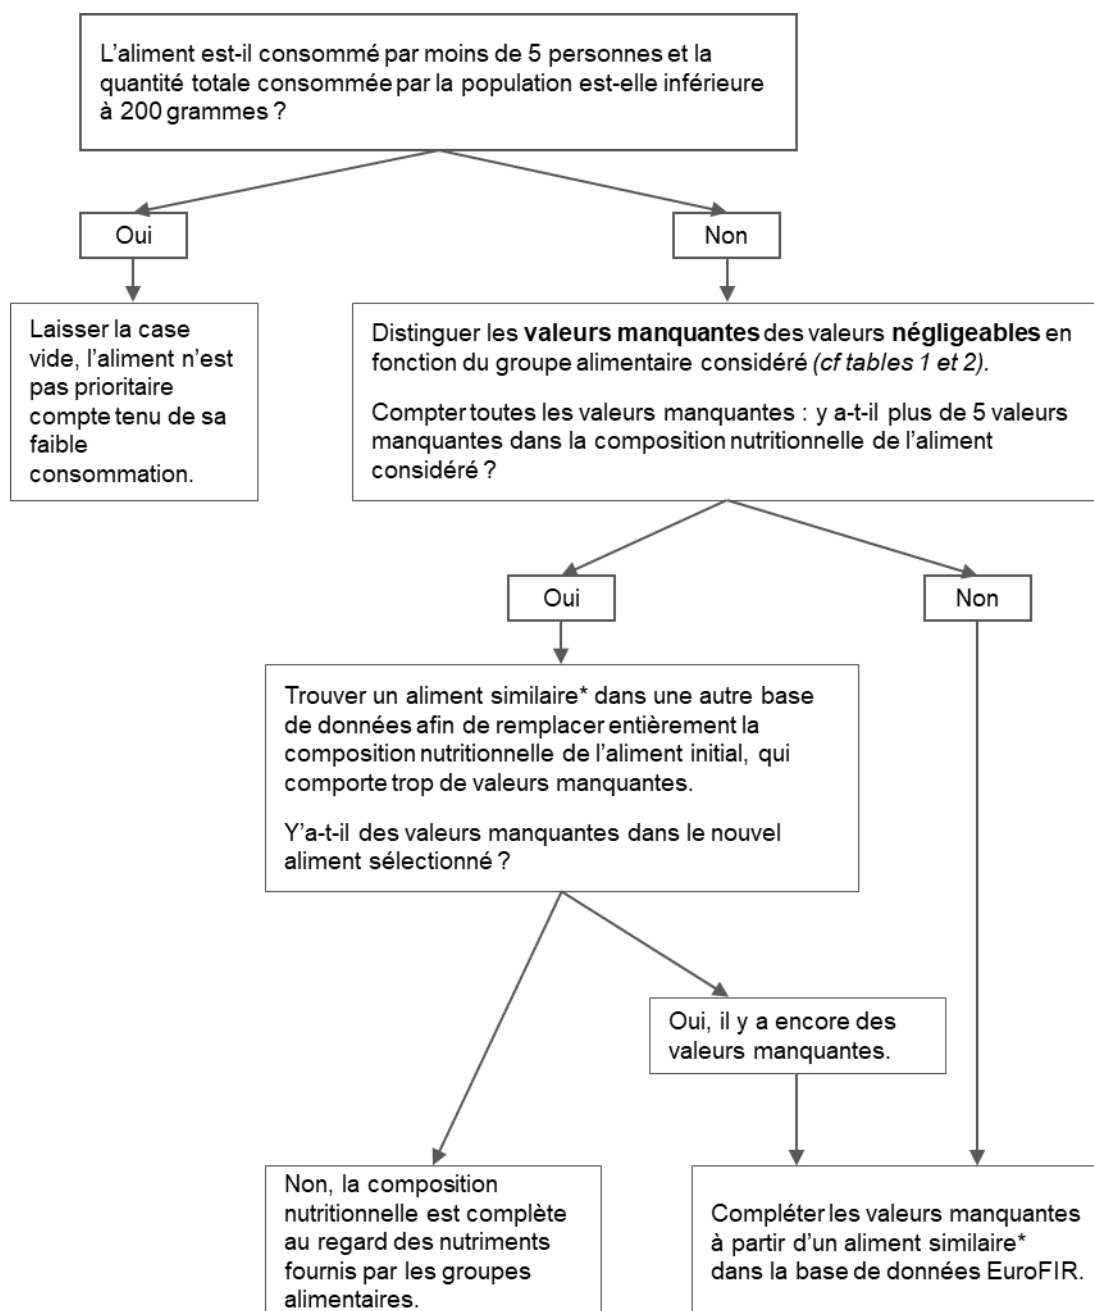 L'aliment est-il consommé par moins de 5 personnes et la
quantité totale consommée par la population est-elle inférieure
à 200 grammes ?
Oui
Non
Laisser la case
vide, l'aliment n'est
pas prioritaire
compte tenu de sa
faible
consommation.
Distinguer les valeurs manquantes des valeurs négligeables en
fonction du groupe alimentaire considéré (cf tables 1 et 2).
Compter toutes les valeurs manquantes : y a-t-il plus de 5 valeurs
manquantes dans la composition nutritionnelle de l'aliment
considéré ?
Oui
Non
Trouver un aliment similaire* dans une autre base
de données afin de remplacer entièrement la
composition nutritionnelle de l'aliment initial, qui
comporte trop de valeurs manquantes.
Y'a-t-il des valeurs manquantes dans le nouvel
aliment sélectionné ?
Oui, il y a encore des
valeurs manquantes.
Non, la composition
nutritionnelle est complète
au regard des nutriments
fournis par les groupes
alimentaires.
Compléter les valeurs manquantes
à partir d'un aliment similaire*
dans la base de données EuroFIR.